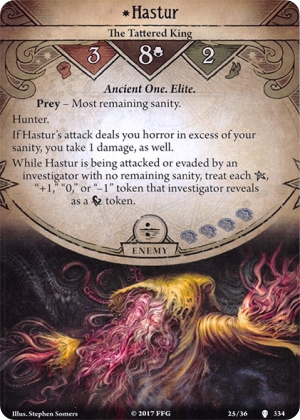 Hastur
The Tattered King
3 8 2
Ancient One. Elite.
Prey – Most remaining sanity.
Hunter.
If Hastur's attack deals you horror in excess of your
sanity, you take 1 damage, as well.
While Hastur is being attacked or evaded by an
investigator with no remaining sanity, treat each ,
“+1,” “0,” or “–1” token that investigator reveals
as a token.
ENEMY
Illus. Stephen Somers © 2017 FFG 25/36 334